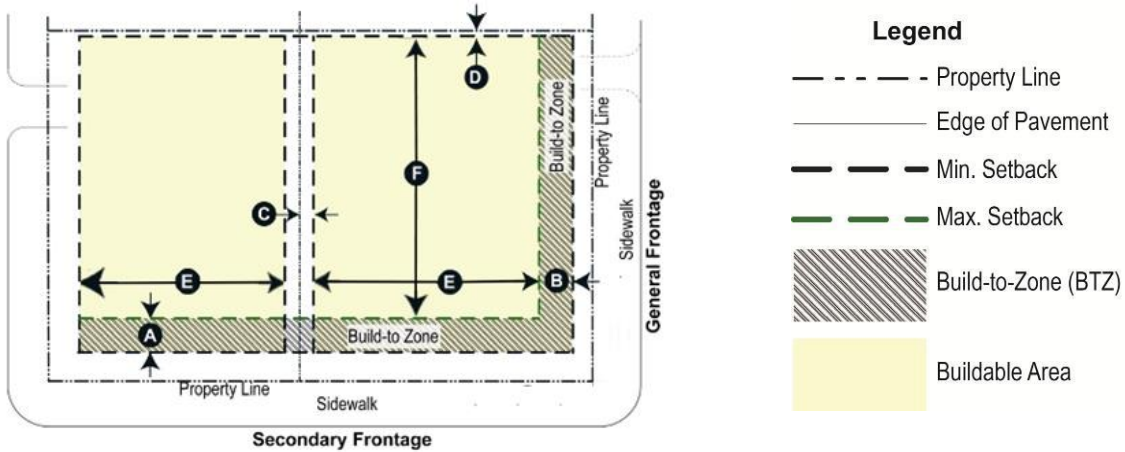 D
Build-to Zone
Property Line
F
C
Sidewalk
General Frontage
E
E
B
A
Build-to Zone
Property Line
Sidewalk
Secondary Frontage
Legend
Property Line
Edge of Pavement
Min. Setback
Max. Setback
Build-to-Zone (BTZ)
Buildable Area